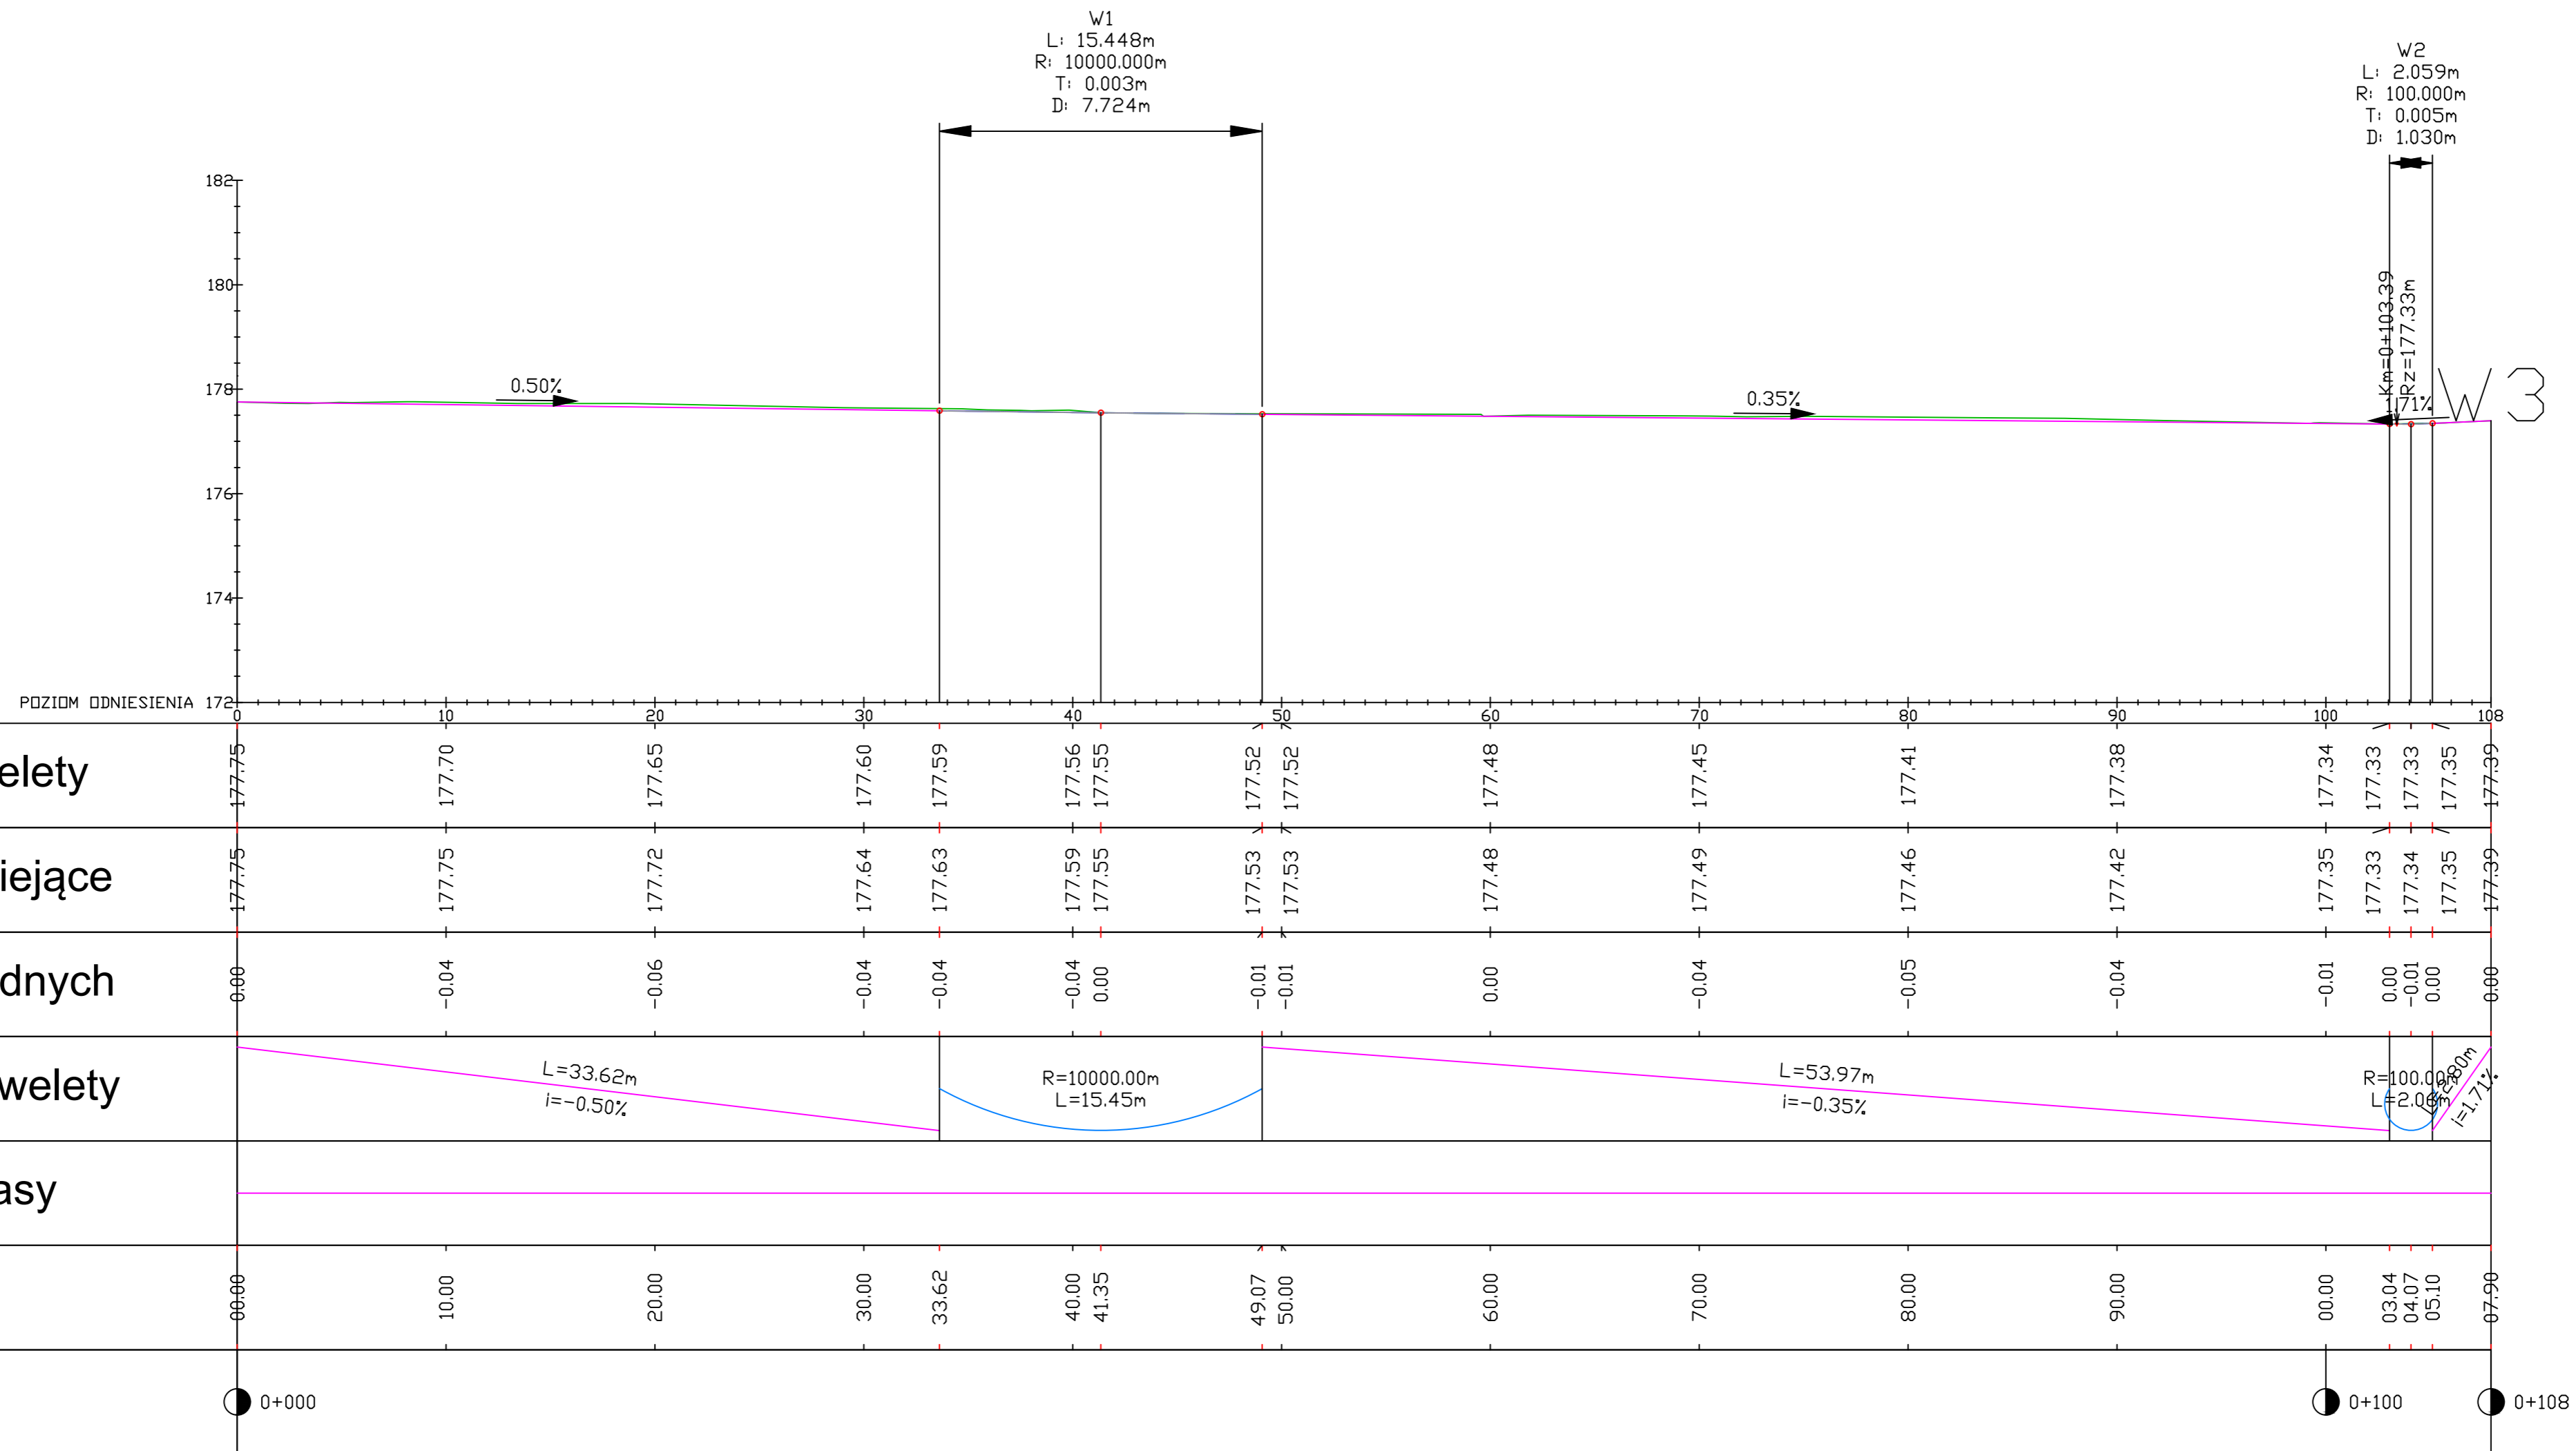 W1
L: 15.448m
R: 10000.000m
T: 0.003m
D: 7.724m
W2
L: 2.059m
R: 100.000m
T: 0.005m
D: 1.030m
182
180
178
176
174
POZIOM ODNIESIENIA 172
0.50%
0.35%
Km=0+103.39
Rz=177.33m
1.71%
W 3
0 10 20 30 40 50 60 70 80 90 100 108
elety
177.75 177.70 177.65 177.60 177.59 177.56 177.55 177.52 177.52 177.48 177.45 177.41 177.38 177.34 177.33 177.33 177.35 177.39
iejące
177.75 177.75 177.72 177.64 177.63 177.59 177.55 177.53 177.53 177.48 177.49 177.46 177.42 177.35 177.33 177.34 177.35 177.39
dnych
0.00 -0.04 -0.06 -0.04 -0.04 -0.04 0.00 -0.01 -0.01 0.00 -0.04 -0.05 -0.04 -0.01 0.00 -0.01 0.00 0.00
welety
L=33.62m
i=-0.50%
R=10000.00m
L=15.45m
L=53.97m
i=-0.35%
R=100.00m
L=2.06m
L=2.80m
i=1.71%
asy
00.00 10.00 20.00 30.00 33.62 40.00 41.35 49.07 50.00 60.00 70.00 80.00 90.00 00.00 03.04 04.07 05.10 07.90
0+000
0+100
0+108